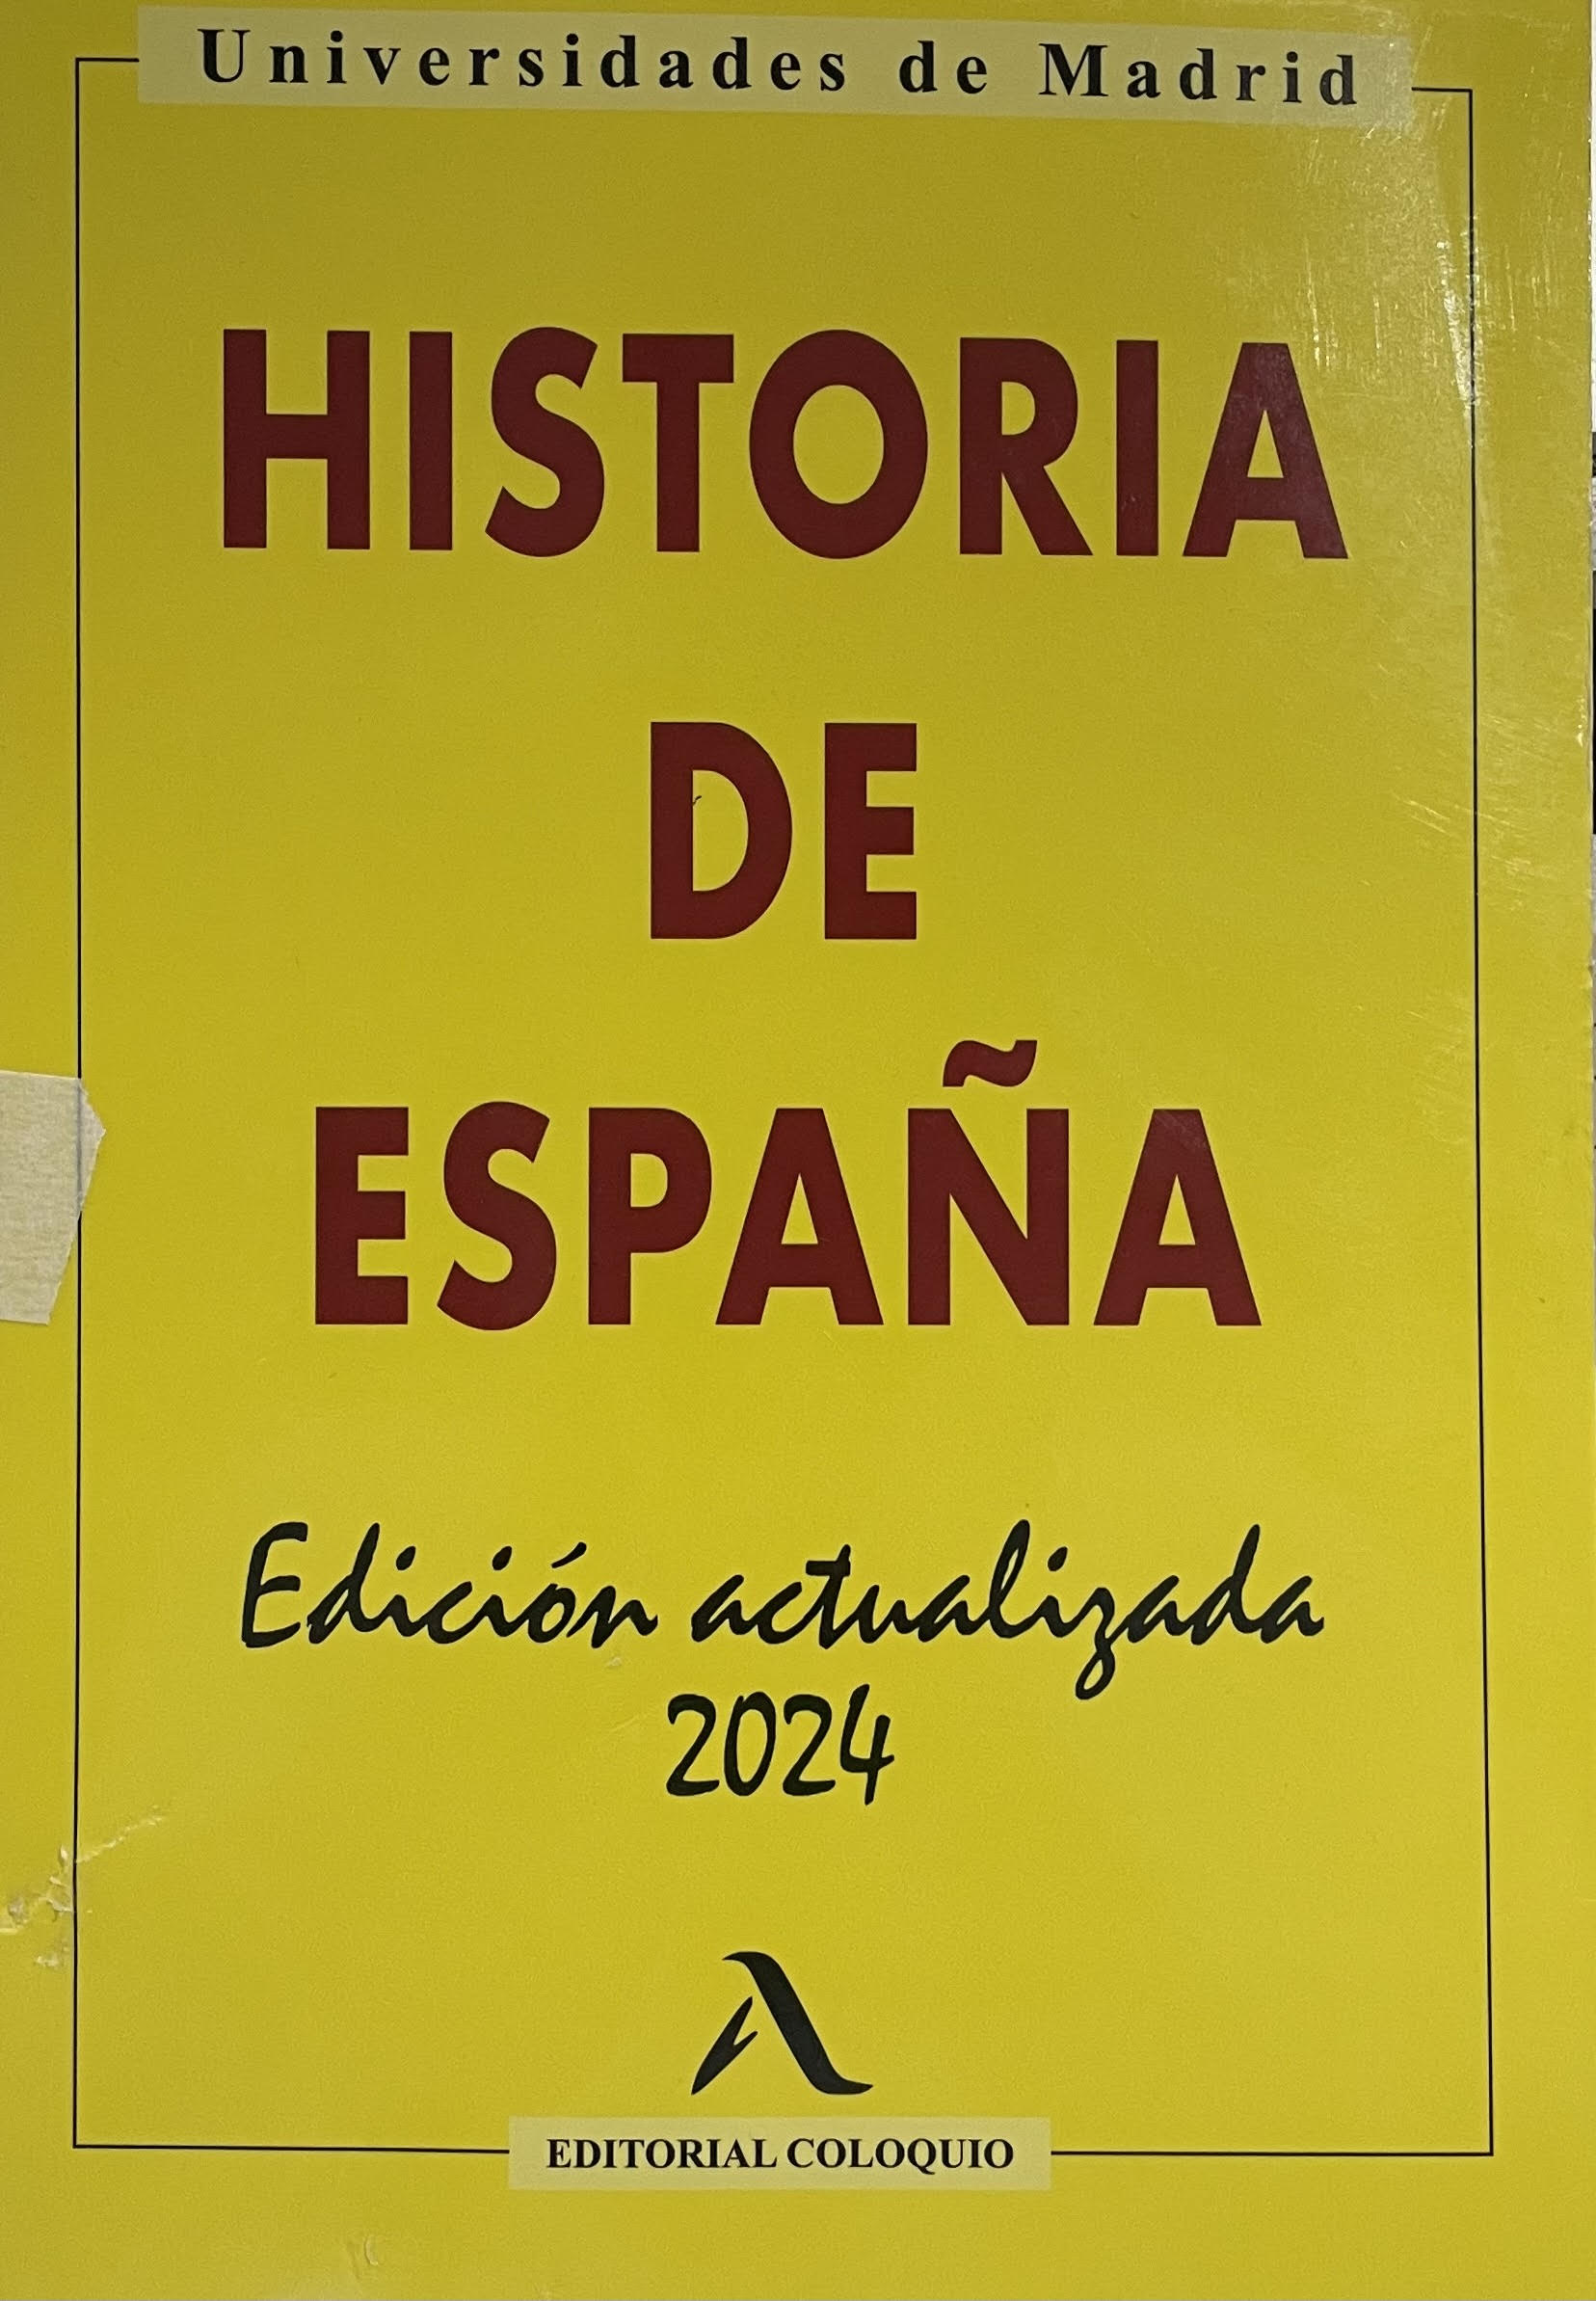 Universidades de Madrid
HISTORIA
DE
ESPAÑA
Edición actualizada
2024
EDITORIAL COLOQUIO